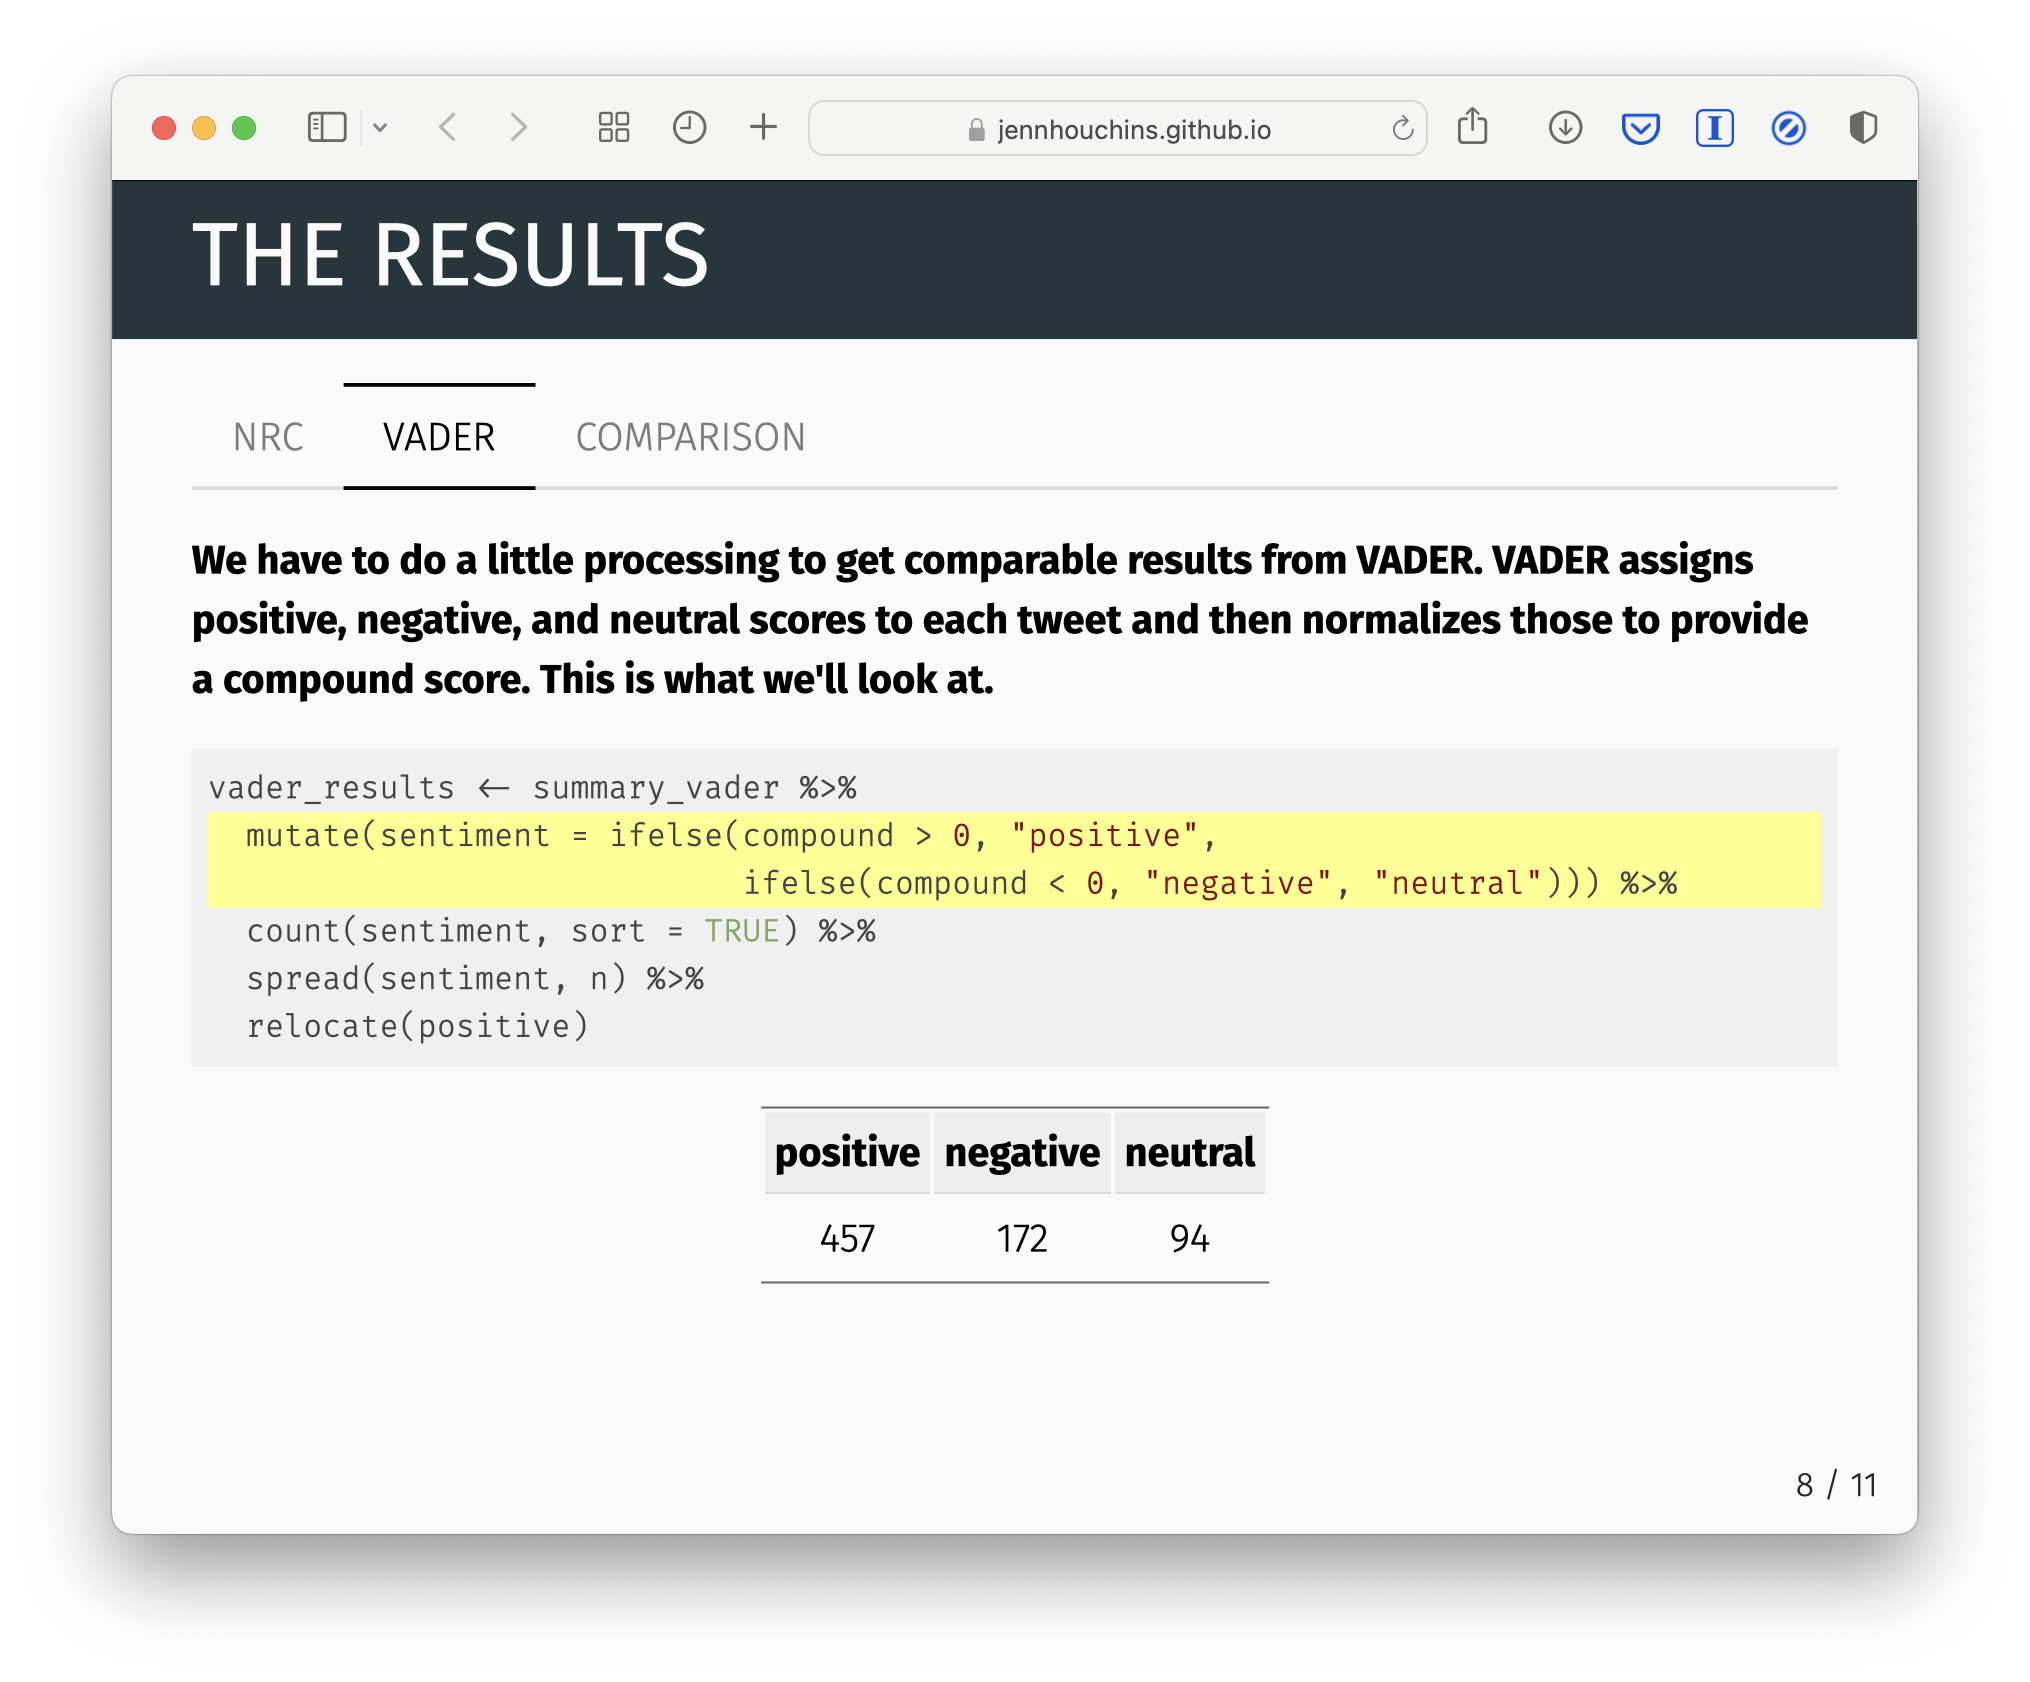 jennhouchins.github.io
THE RESULTS
NRC VADER COMPARISON
We have to do a little processing to get comparable results from VADER. VADER assigns
positive, negative, and neutral scores to each tweet and then normalizes those to provide
a compound score. This is what we'll look at.
vader_results <- summary_vader %>%
  mutate(sentiment = ifelse(compound > 0, "positive",
                            ifelse(compound < 0, "negative", "neutral"))) %>%
  count(sentiment, sort = TRUE) %>%
  spread(sentiment, n) %>%
  relocate(positive)
positive negative neutral
457 172 94
8 / 11